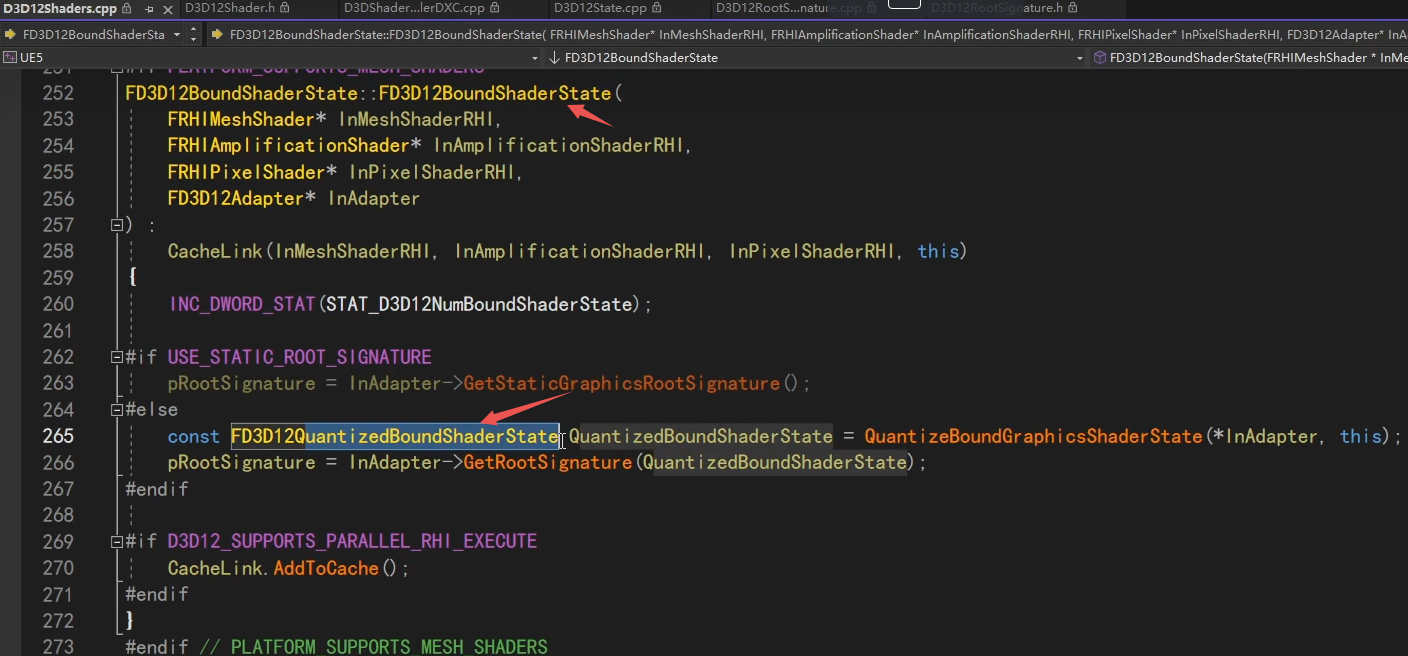 D3D12Shaders.cpp D3D12Shader.h D3DShader...lerDXC.cpp D3D12State.cpp D3D12RootS...nature.cpp D3D12RootSignature.h
FD3D12BoundShaderSta FD3D12BoundShaderState::FD3D12BoundShaderState( FRHIMeshShader* InMeshShaderRHI, FRHIAmplificationShader* InAmplificationShaderRHI, FRHIPixelShader* InPixelShaderRHI, FD3D12Adapter* InA
UE5 FD3D12BoundShaderState FD3D12BoundShaderState(FRHIMeshShader * InMe
251 #if PLATFORM_SUPPORTS_MESH_SHADERS
252 FD3D12BoundShaderState::FD3D12BoundShaderState(
253 FRHIMeshShader* InMeshShaderRHI,
254 FRHIAmplificationShader* InAmplificationShaderRHI,
255 FRHIPixelShader* InPixelShaderRHI,
256 FD3D12Adapter* InAdapter
257 ) :
258 CacheLink(InMeshShaderRHI, InAmplificationShaderRHI, InPixelShaderRHI, this)
259 {
260 INC_DWORD_STAT(STAT_D3D12NumBoundShaderState);
261
262 #if USE_STATIC_ROOT_SIGNATURE
263 pRootSignature = InAdapter->GetStaticGraphicsRootSignature();
264 #else
265 const FD3D12QuantizedBoundShaderState QuantizedBoundShaderState = QuantizeBoundGraphicsShaderState(*InAdapter, this);
266 pRootSignature = InAdapter->GetRootSignature(QuantizedBoundShaderState);
267 #endif
268
269 #if D3D12_SUPPORTS_PARALLEL_RHI_EXECUTE
270 CacheLink.AddToCache();
271 #endif
272 }
273 #endif // PLATFORM_SUPPORTS_MESH_SHADERS